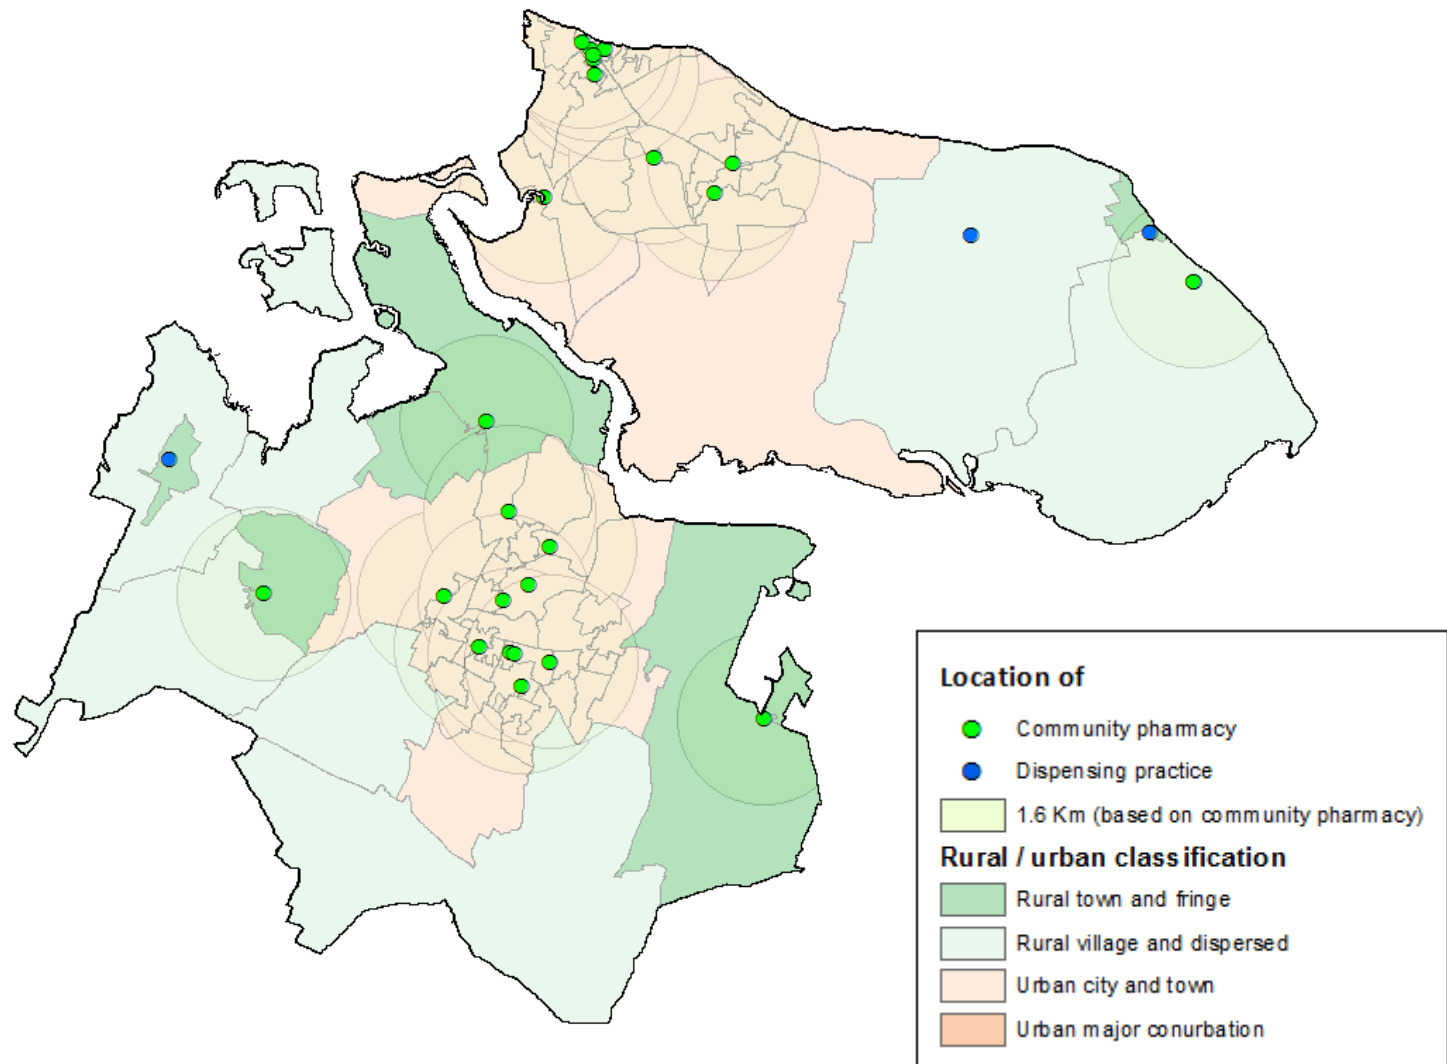 Location of
Community pharmacy
Dispensing practice
1.6 Km (based on community pharmacy)
Rural / urban classification
Rural town and fringe
Rural village and dispersed
Urban city and town
Urban major conurbation